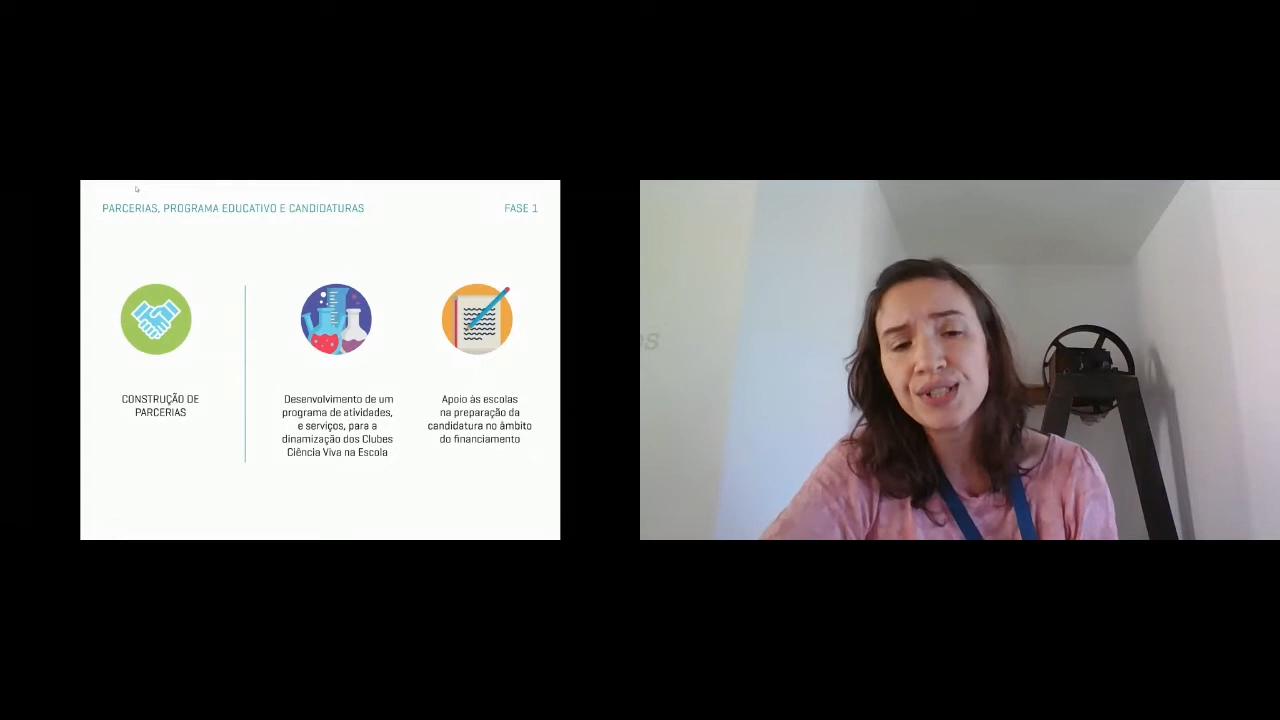 PARCERIAS, PROGRAMA EDUCATIVO E CANDIDATURAS
FASE 1
CONSTRUÇÃO DE
PARCERIAS
Desenvolvimento de um
programa de atividades,
e serviços, para a
dinamização dos Clubes
Ciência Viva na Escola
Apoio às escolas
na preparação da
candidatura no âmbito
do financiamento